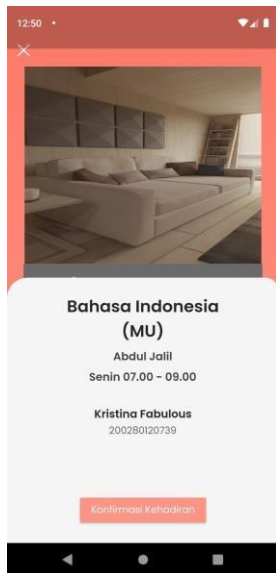 12:50
Bahasa Indonesia
(MU)
Abdul Jalil
Senin 07.00 - 09.00
Kristina Fabulous
200280120739
Konfirmasi Kehadiran